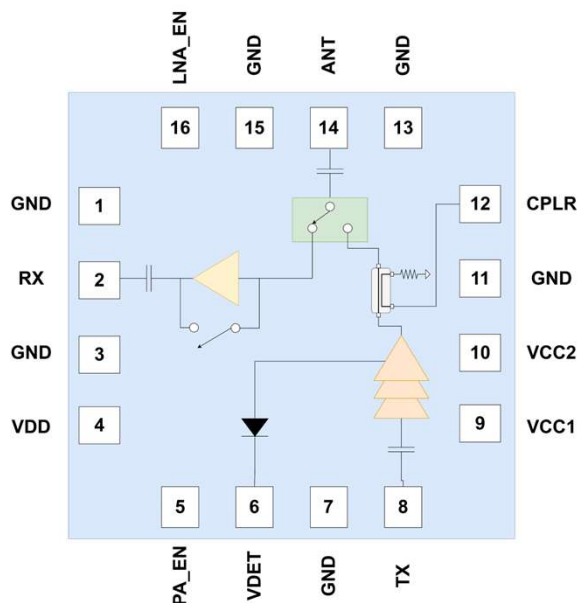 LNA_EN
GND
ANT
GND
16
15
14
13
GND
1
12
CPLR
RX
2
11
GND
GND
3
10
VCC2
VDD
4
9
VCC1
5
6
7
8
PA_EN
VDET
GND
TX